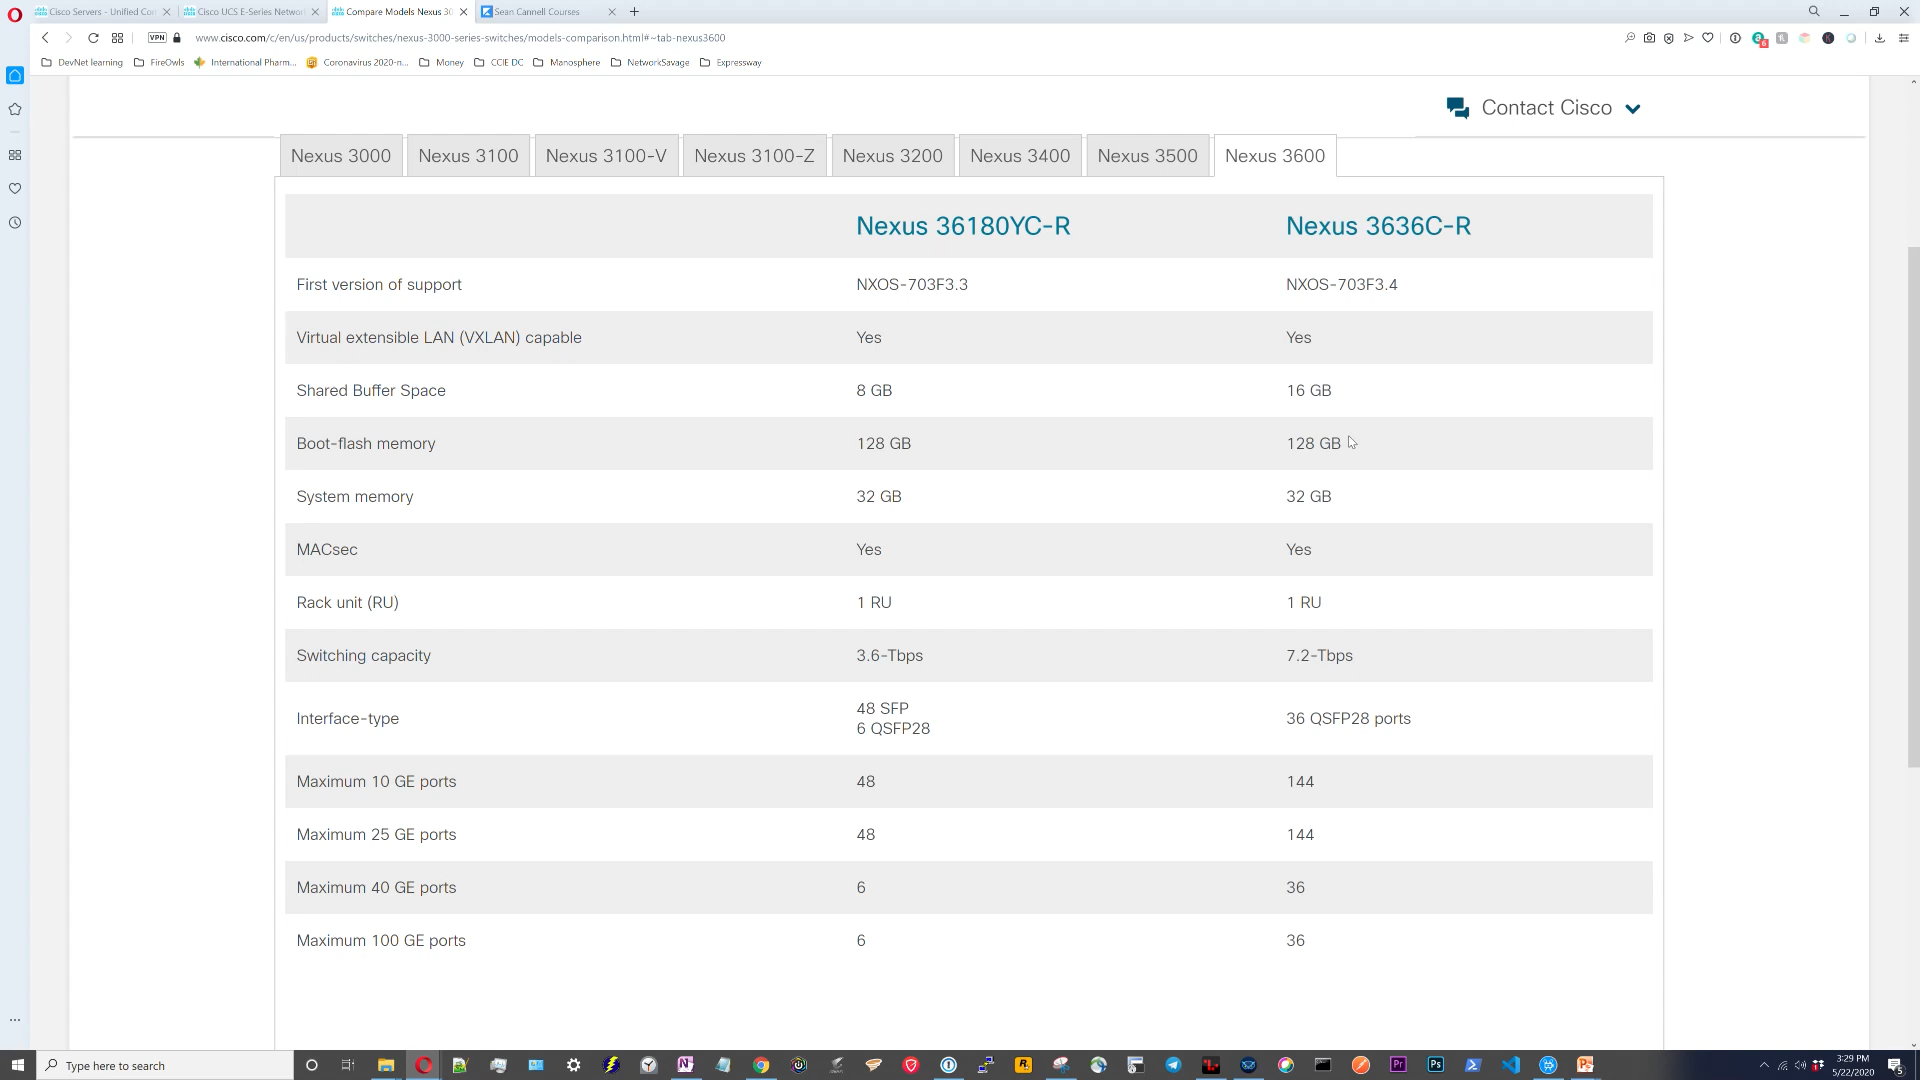 Cisco Servers - Unified Com
Cisco UCS E-Series Network
Compare Models Nexus 30
Sean Cannell Courses
VPN
www.cisco.com/c/en/us/products/switches/nexus-3000-series-switches/models-comparison.html#~tab-nexus3600
DevNet learning
FireOwls
International Pharm...
Coronavirus 2020-n...
Money
CCIE DC
Manosphere
NetworkSavage
Expressway
Contact Cisco
Nexus 3000
Nexus 3100
Nexus 3100-V
Nexus 3100-Z
Nexus 3200
Nexus 3400
Nexus 3500
Nexus 3600
Nexus 36180YC-R
Nexus 3636C-R
First version of support
NXOS-703F3.3
NXOS-703F3.4
Virtual extensible LAN (VXLAN) capable
Yes
Yes
Shared Buffer Space
8 GB
16 GB
Boot-flash memory
128 GB
128 GB
System memory
32 GB
32 GB
MACsec
Yes
Yes
Rack unit (RU)
1 RU
1 RU
Switching capacity
3.6-Tbps
7.2-Tbps
Interface-type
48 SFP
6 QSFP28
36 QSFP28 ports
Maximum 10 GE ports
48
144
Maximum 25 GE ports
48
144
Maximum 40 GE ports
6
36
Maximum 100 GE ports
6
36
Type here to search
Pr
Ps
3:29 PM
5/22/2020
5